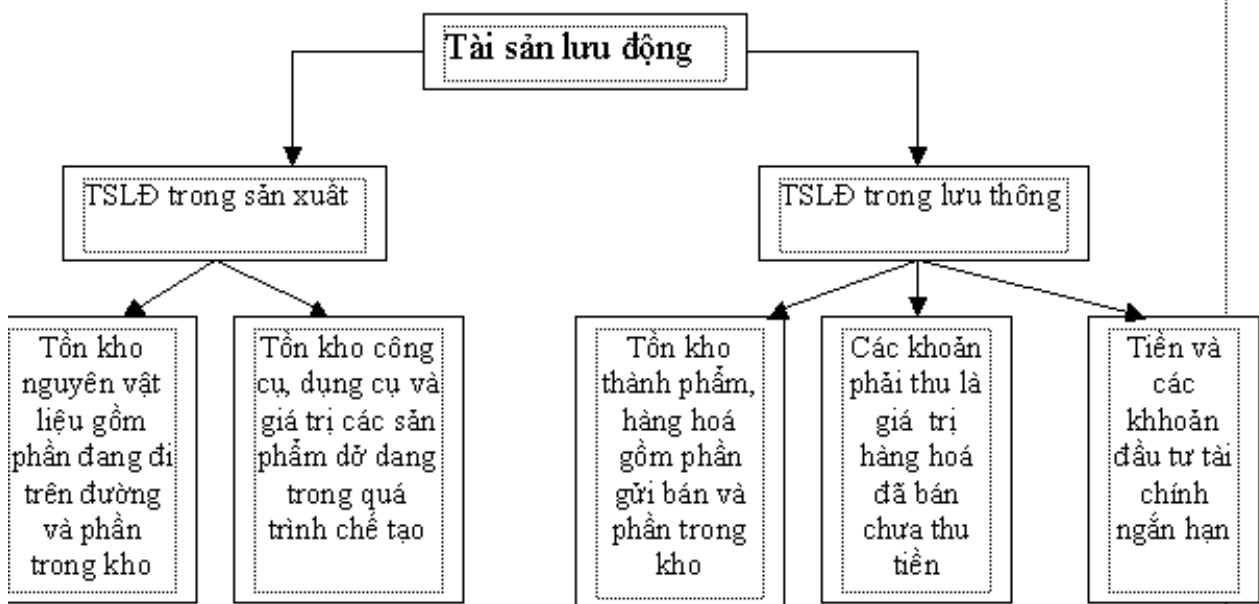 Tài sản lưu động
TSLĐ trong sản xuất
TSLĐ trong lưu thông
Tồn kho
nguyên vật
liệu gồm
phần đang đi
trên đường
và phần
trong kho
Tồn kho công
cụ, dụng cụ và
giá trị các sản
phẩm dở dang
trong quá
trình chế tạo
Tồn kho
thành phẩm,
hàng hoá
gồm phần
gửi bán và
phần trong
kho
Các khoản
phải thu là
giá trị
hàng hoá
đã bán
chưa thu
tiền
Tiền và
các
khhoản
đầu tư tài
chính
ngắn hạn